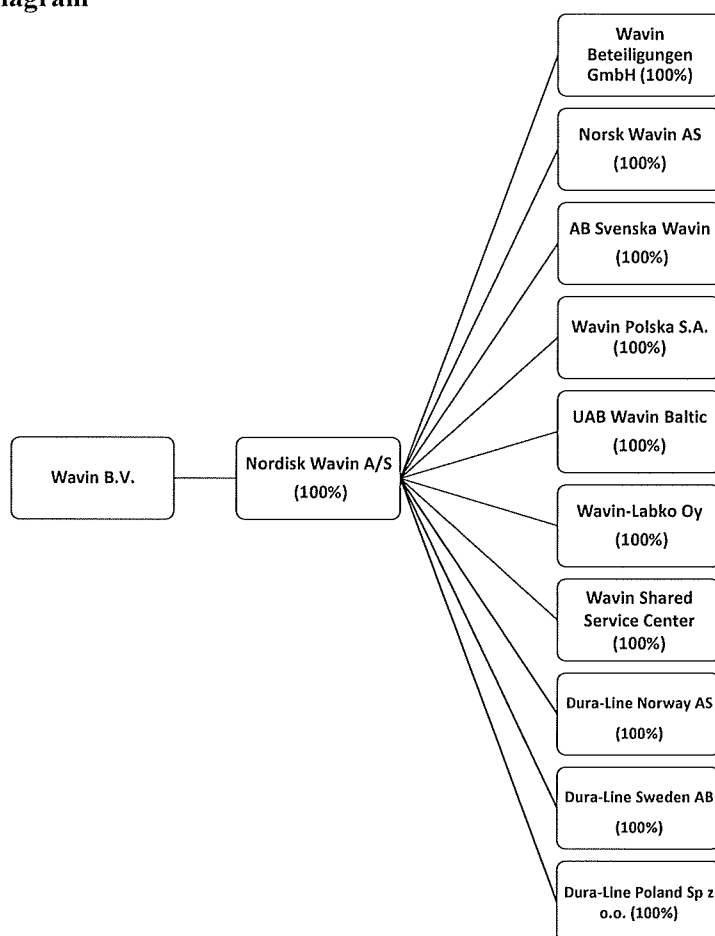 Wavin
Beteiligungen
GmbH (100%)
Norsk Wavin AS
(100%)
AB Svenska Wavin
(100%)
Wavin Polska S.A.
(100%)
UAB Wavin Baltic
(100%)
Wavin B.V.
Nordisk Wavin A/S
(100%)
Wavin-Labko Oy
(100%)
Wavin Shared
Service Center
(100%)
Dura-Line Norway AS
(100%)
Dura-Line Sweden AB
(100%)
Dura-Line Poland Sp z
o.o. (100%)